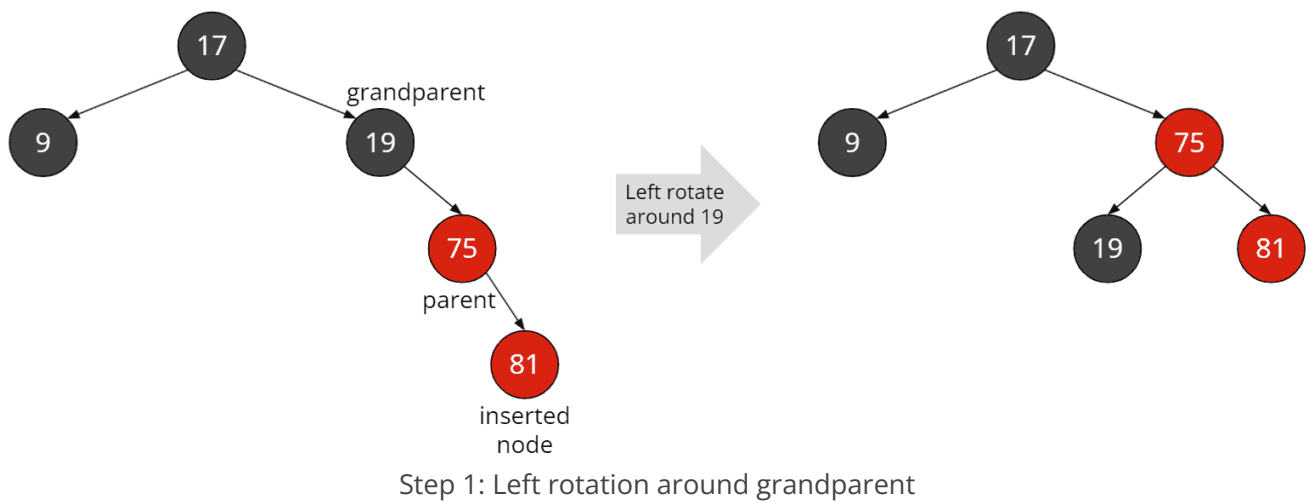 17
17
grandparent
9
19
9
75
Left rotate
around 19
75
19
81
parent
81
inserted
node
Step 1: Left rotation around grandparent